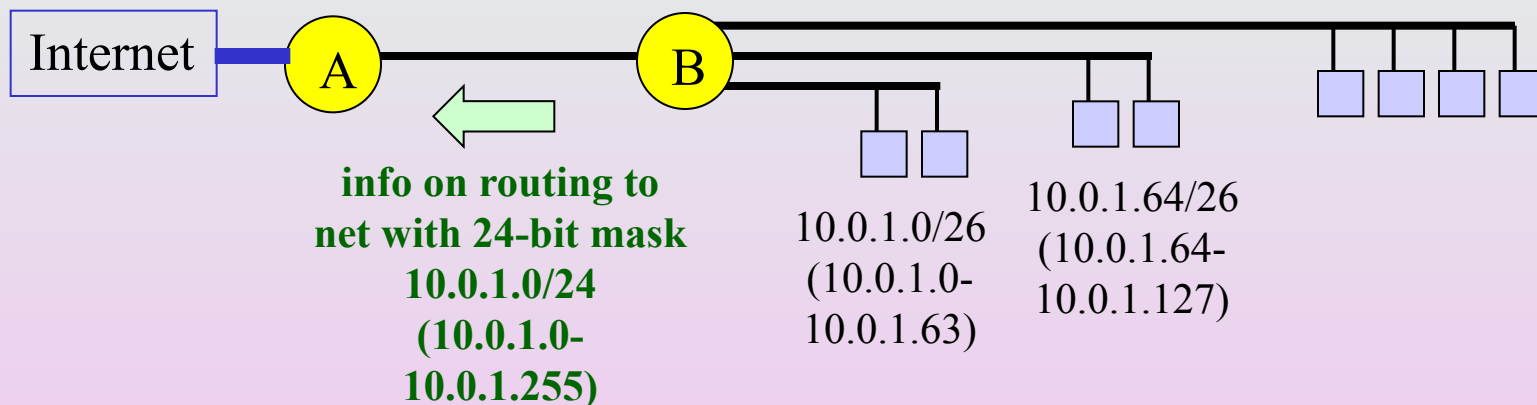 Internet
A
B
info on routing to
net with 24-bit mask
10.0.1.0/24
(10.0.1.0-
10.0.1.255)
10.0.1.0/26
(10.0.1.0-
10.0.1.63)
10.0.1.64/26
(10.0.1.64-
10.0.1.127)